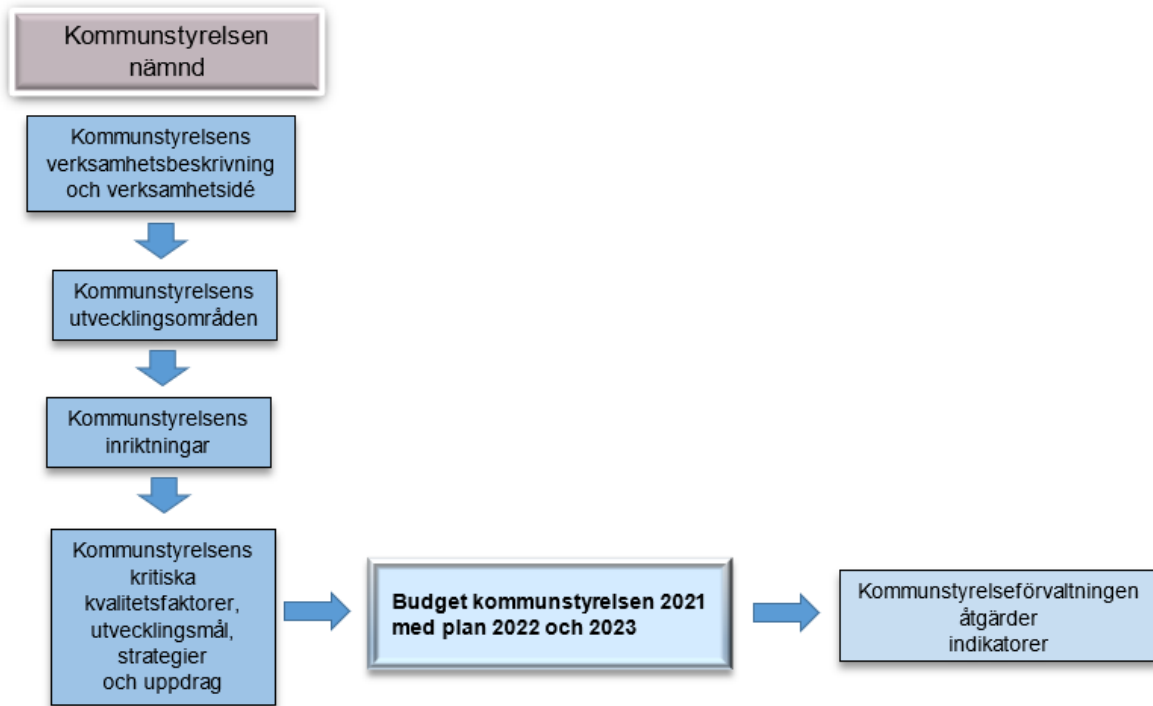 Kommunstyrelsen
nämnd
Kommunstyrelsens
verksamhetsbeskrivning
och verksamhetsidé
Kommunstyrelsens
utvecklingsområden
Kommunstyrelsens
inriktningar
Kommunstyrelsens
kritiska
kvalitetsfaktorer,
utvecklingsmål,
strategier
och uppdrag
Budget kommunstyrelsen 2021
med plan 2022 och 2023
Kommunstyrelseförvaltningen
åtgärder
indikatorer